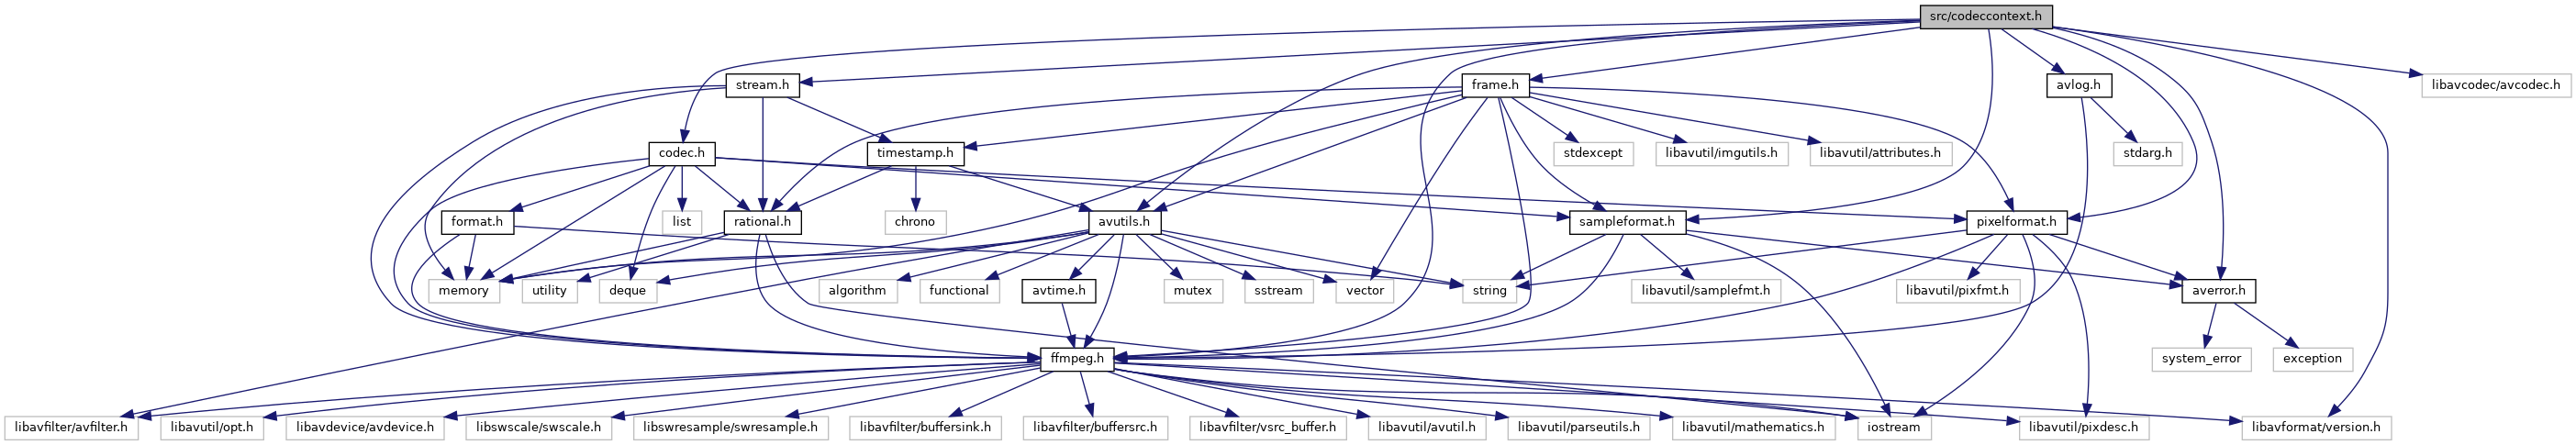 src/codeccontext.h
stream.h
frame.h
avlog.h
libavcodec/avcodec.h
codec.h
timestamp.h
stdexcept
libavutil/imgutils.h
libavutil/attributes.h
stdarg.h
format.h
list
rational.h
chrono
avutils.h
sampleformat.h
pixelformat.h
memory
utility
deque
algorithm
functional
avtime.h
mutex
sstream
vector
string
libavutil/samplefmt.h
libavutil/pixfmt.h
averror.h
ffmpeg.h
system_error
exception
libavfilter/avfilter.h
libavutil/opt.h
libavdevice/avdevice.h
libswscale/swscale.h
libswresample/swresample.h
libavfilter/buffersink.h
libavfilter/buffersrc.h
libavfilter/vsrc_buffer.h
libavutil/avutil.h
libavutil/parseutils.h
libavutil/mathematics.h
iostream
libavutil/pixdesc.h
libavformat/version.h